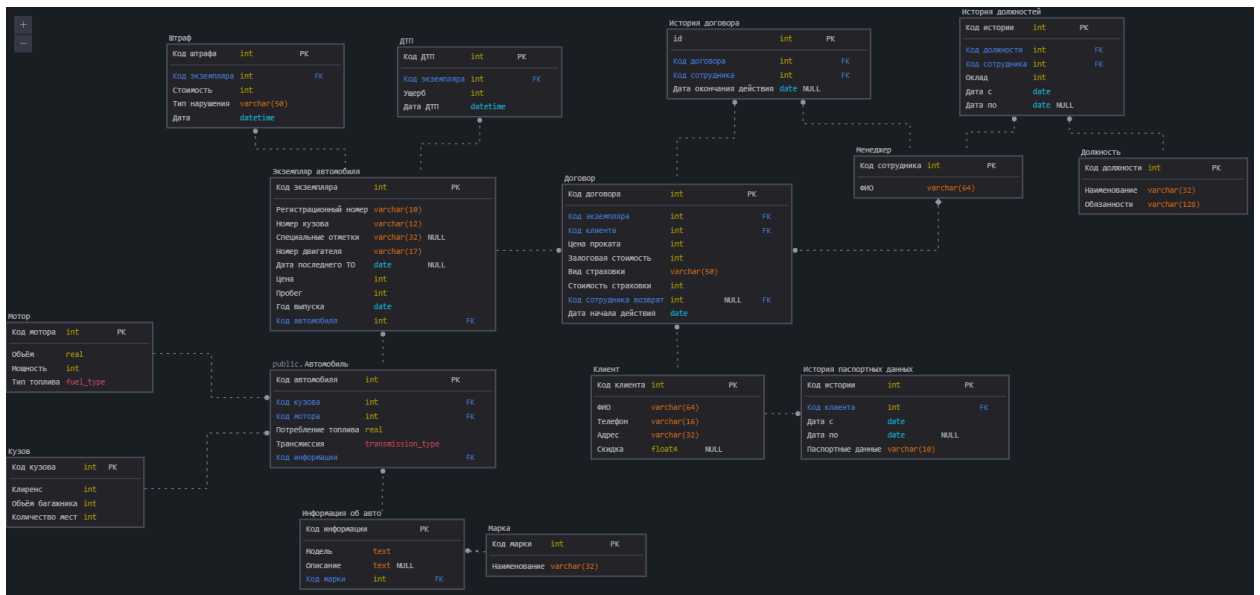 +
−
Штраф
Код штрафа int PK
Код экземпляра int FK
Стоимость int
Тип нарушения varchar(50)
Дата datetime
ДТП
Код ДТП int PK
Код экземпляра int FK
Ущерб int
Дата ДТП datetime
История договора
id int PK
Код договора int FK
Код сотрудника int FK
Дата окончания действия date NULL
История должностей
Код истории int PK
Код должности int FK
Код сотрудника int FK
Оклад int
Дата с date
Дата по date NULL
Менеджер
Код сотрудника int PK
ФИО varchar(64)
Должность
Код должности int PK
Наименование varchar(32)
Обязанности varchar(128)
Экземпляр автомобиля
Код экземпляра int PK
Регистрационный номер varchar(10)
Номер кузова varchar(12)
Специальные отметки varchar(32) NULL
Номер двигателя varchar(17)
Дата последнего ТО date NULL
Цена int
Пробег int
Год выпуска date
Код автомобиля int FK
Договор
Код договора int PK
Код экземпляра int FK
Код клиента int FK
Цена проката int
Залоговая стоимость int
Вид страховки varchar(50)
Стоимость страховки int
Код сотрудника возврат int NULL FK
Дата начала действия date
Мотор
Код мотора int PK
Объём real
Мощность int
Тип топлива fuel_type
public.Автомобиль
Код автомобиля int PK
Код кузова int FK
Код мотора int FK
Потребление топлива real
Трансмиссия transmission_type
Код информации FK
Клиент
Код клиента int PK
ФИО varchar(64)
Телефон varchar(16)
Адрес varchar(32)
Скидка float4 NULL
История паспортных данных
Код истории int PK
Код клиента int FK
Дата с date
Дата по date NULL
Паспортные данные varchar(10)
Кузов
Код кузова int PK
Клиренс int
Объём багажника int
Количество мест int
Информация об авто
Код информации PK
Модель text
Описание text NULL
Код марки int FK
Марка
Код марки int PK
Наименование varchar(32)